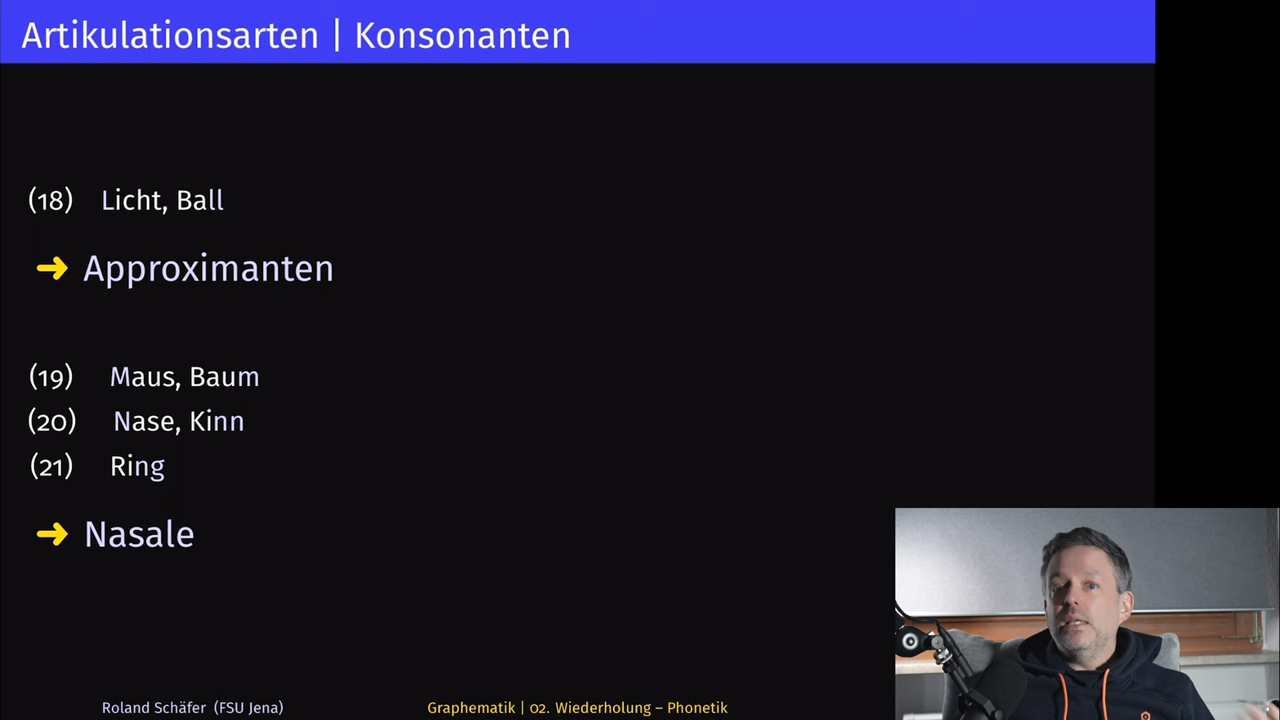 Artikulationsarten | Konsonanten
(18) Licht, Ball
➜ Approximanten
(19) Maus, Baum
(20) Nase, Kinn
(21) Ring
➜ Nasale
Roland Schäfer (FSU Jena)
Graphematik | 02. Wiederholung – Phonetik